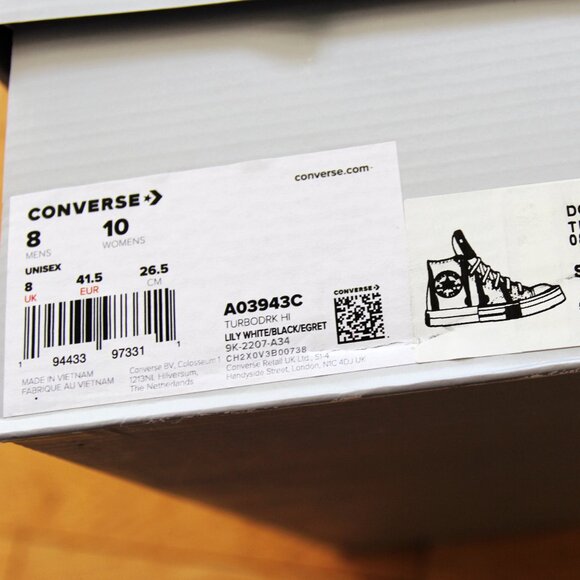 converse.com
CONVERSE
8 10
MENS WOMENS
UNISEX
8 41.5 26.5
UK EUR CM
1 94433 97331 1
MADE IN VIETNAM
FABRIQUE AU VIETNAM
Converse BV, Colosseum 1
1213NL Hilversum,
The Netherlands
A03943C
TURBODRK HI
LILY WHITE/BLACK/EGRET
9K-2207-A34
CH2X0V3B00738
Converse Retail UK Ltd., S1-4
Handyside Street, London, N1C 4DJ UK
CONVERSE